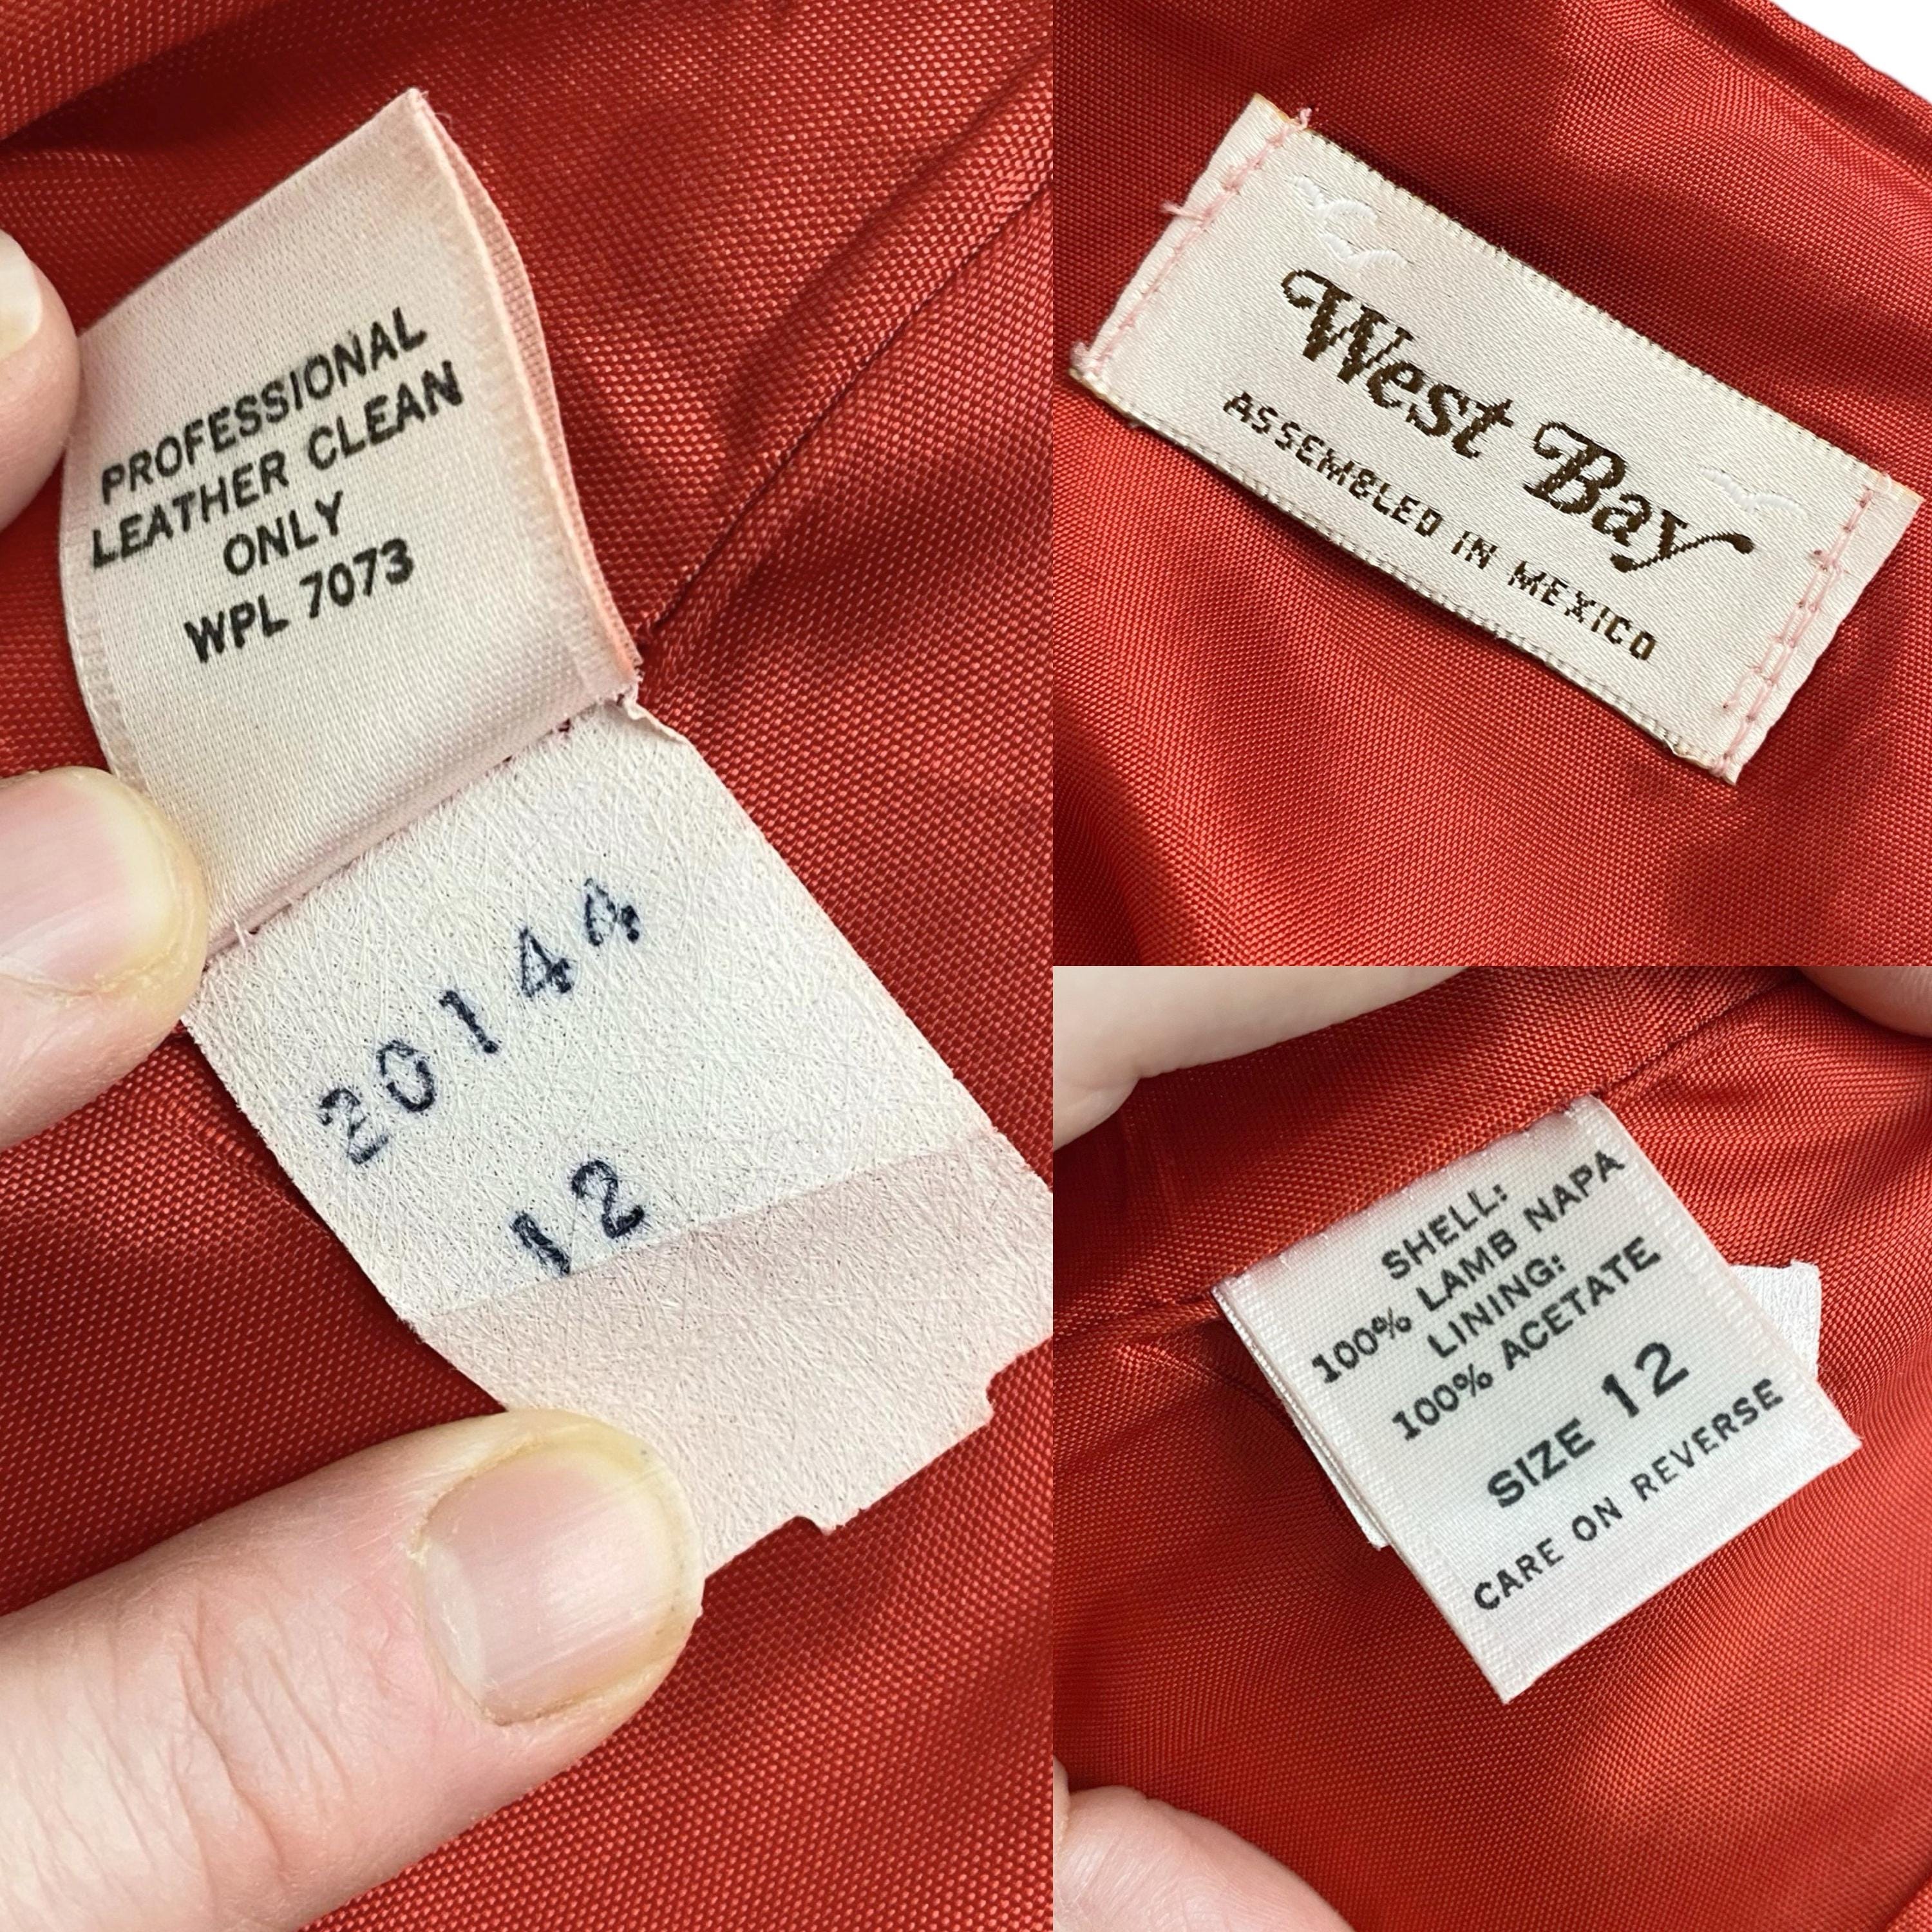 PROFESSIONAL
LEATHER CLEAN
ONLY
WPL 7073
20144
12
West Bay
ASSEMBLED IN MEXICO
SHELL:
100% LAMB NAPA
LINING:
100% ACETATE
SIZE 12
CARE ON REVERSE